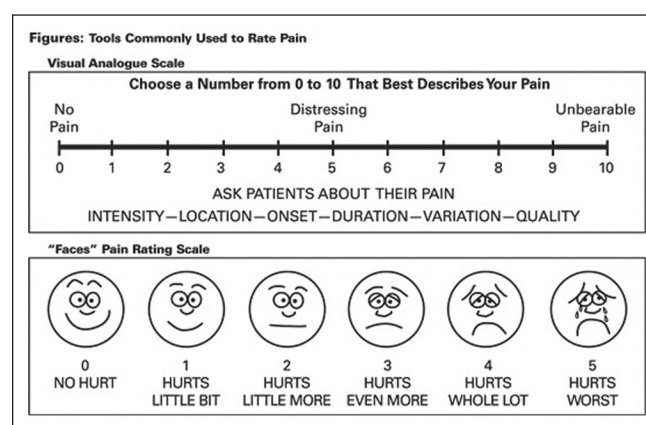 Figures: Tools Commonly Used to Rate Pain
Visual Analogue Scale
Choose a Number from 0 to 10 That Best Describes Your Pain
No Pain
Distressing Pain
Unbearable Pain
0 1 2 3 4 5 6 7 8 9 10
ASK PATIENTS ABOUT THEIR PAIN
INTENSITY—LOCATION—ONSET—DURATION—VARIATION—QUALITY
"Faces" Pain Rating Scale
0 1 2 3 4 5
NO HURT HURTS HURTS HURTS HURTS HURTS
LITTLE BIT LITTLE MORE EVEN MORE WHOLE LOT WORST